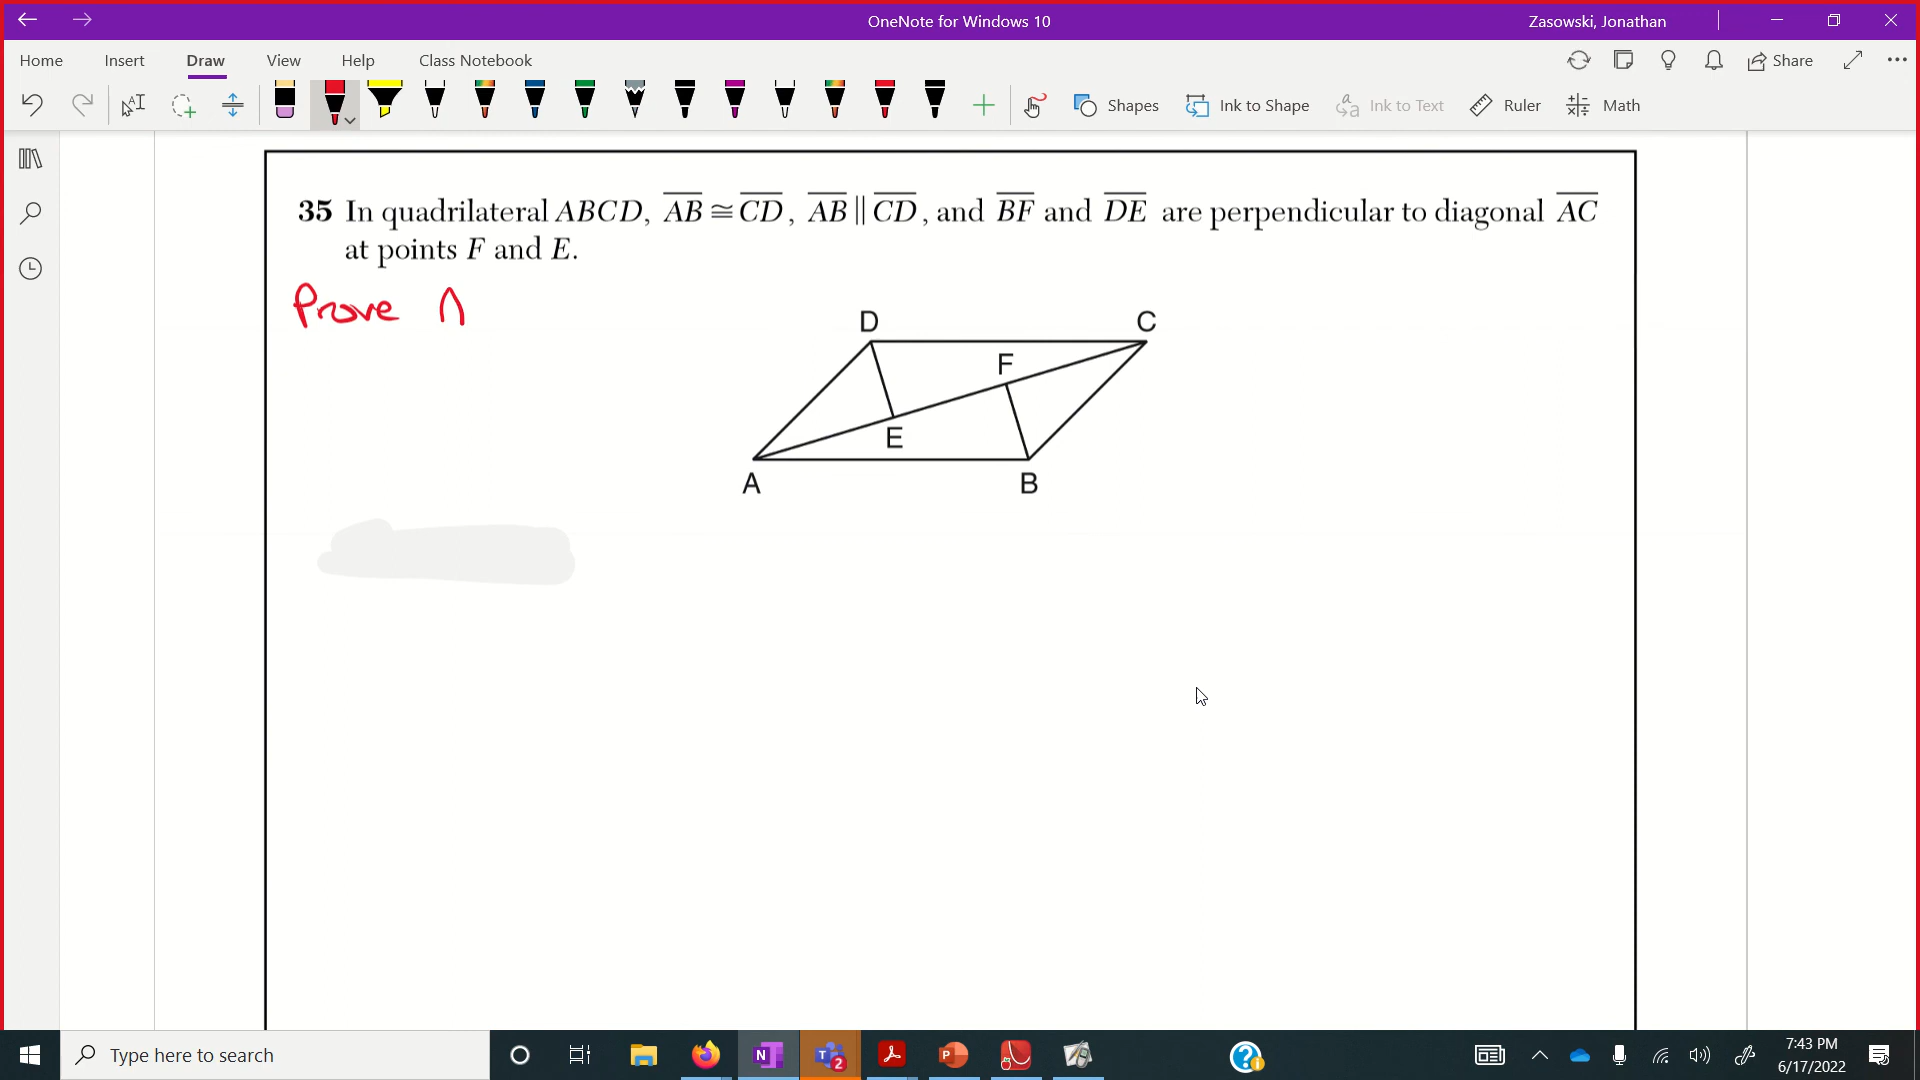 OneNote for Windows 10
Zasowski, Jonathan
Home Insert Draw View Help Class Notebook
Share
Shapes Ink to Shape Ink to Text Ruler Math
35 In quadrilateral ABCD, AB ≅ CD, AB || CD, and BF and DE are perpendicular to diagonal AC
at points F and E.
Prove
D C
F
E
A B
Type here to search
N
T 2
P
7:43 PM
6/17/2022